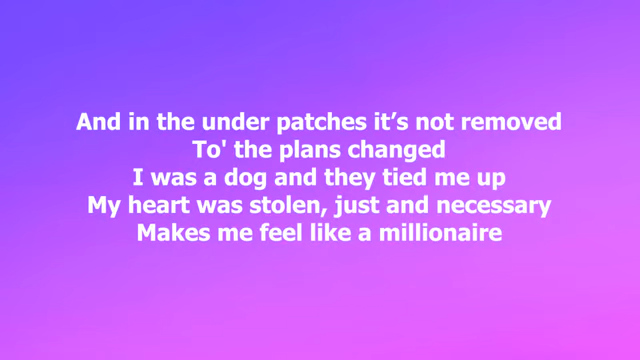 And in the under patches it’s not removed
To' the plans changed
I was a dog and they tied me up
My heart was stolen, just and necessary
Makes me feel like a millionaire